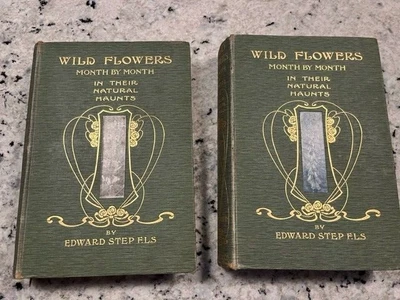 WILD FLOWERS
MONTH BY MONTH
IN THEIR
NATURAL
HAUNTS
BY
EDWARD STEP F.L.S
WILD FLOWERS
MONTH BY MONTH
IN THEIR
NATURAL
HAUNTS
BY
EDWARD STEP F.L.S